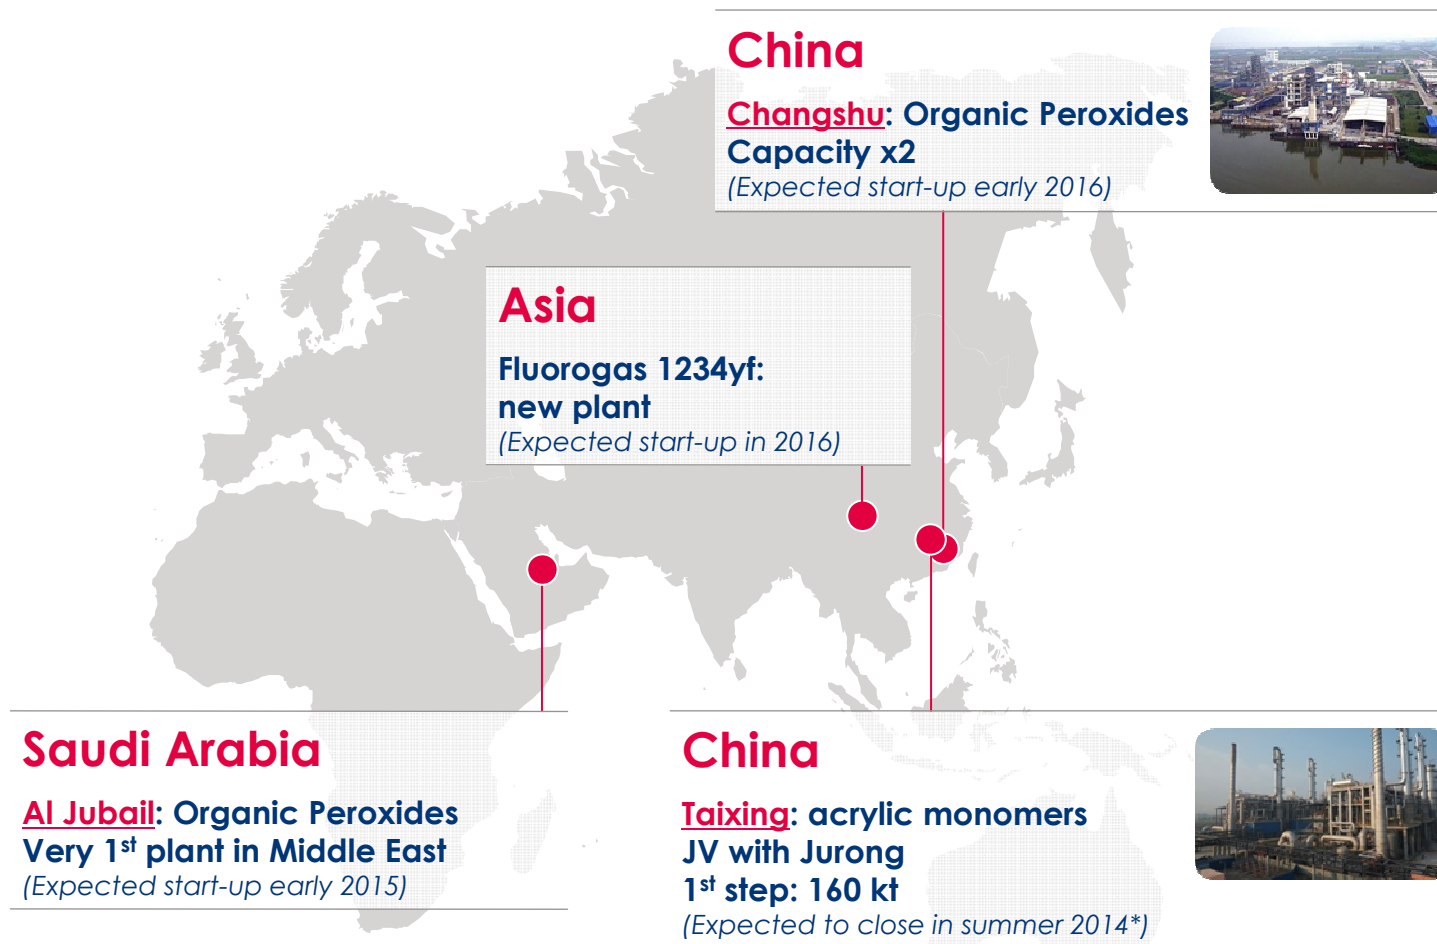 China
Changshu: Organic Peroxides
Capacity x2
(Expected start-up early 2016)
Asia
Fluorogas 1234yf:
new plant
(Expected start-up in 2016)
Saudi Arabia
Al Jubail: Organic Peroxides
Very 1st plant in Middle East
(Expected start-up early 2015)
China
Taixing: acrylic monomers
JV with Jurong
1st step: 160 kt
(Expected to close in summer 2014*)